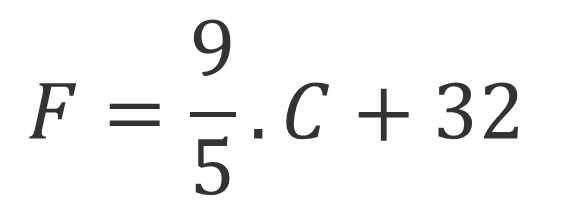 F = 9/5 . C + 32